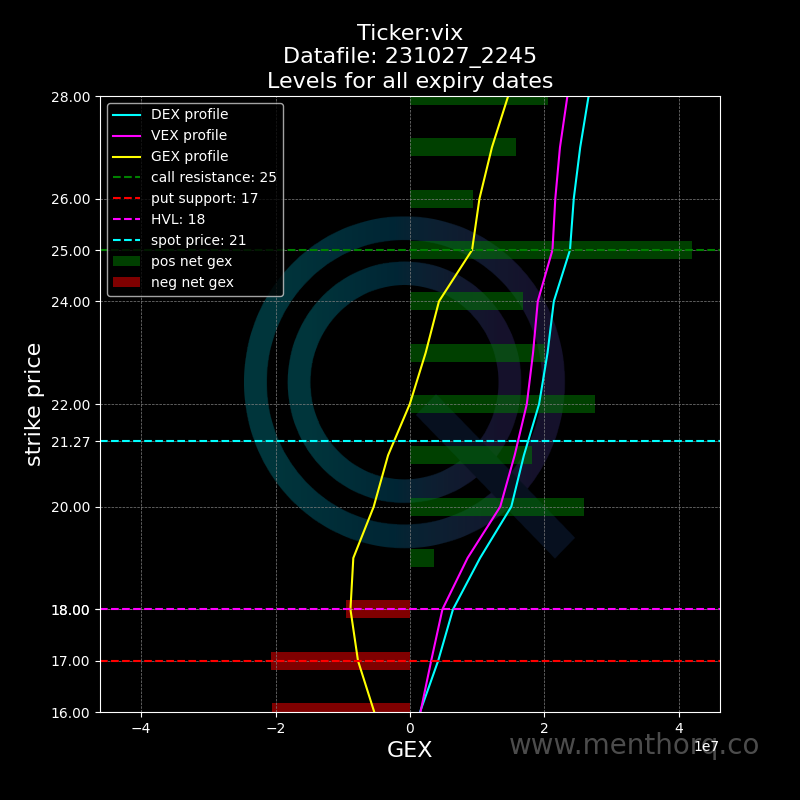 Ticker:vix
Datafile: 231027_2245
Levels for all expiry dates
28.00
26.00
25.00
24.00
22.00
21.27
20.00
18.00
17.00
16.00
strike price
DEX profile
VEX profile
GEX profile
call resistance: 25
put support: 17
HVL: 18
spot price: 21
pos net gex
neg net gex
−4
−2
0
2
4
1e7
GEX
www.menthorq.co